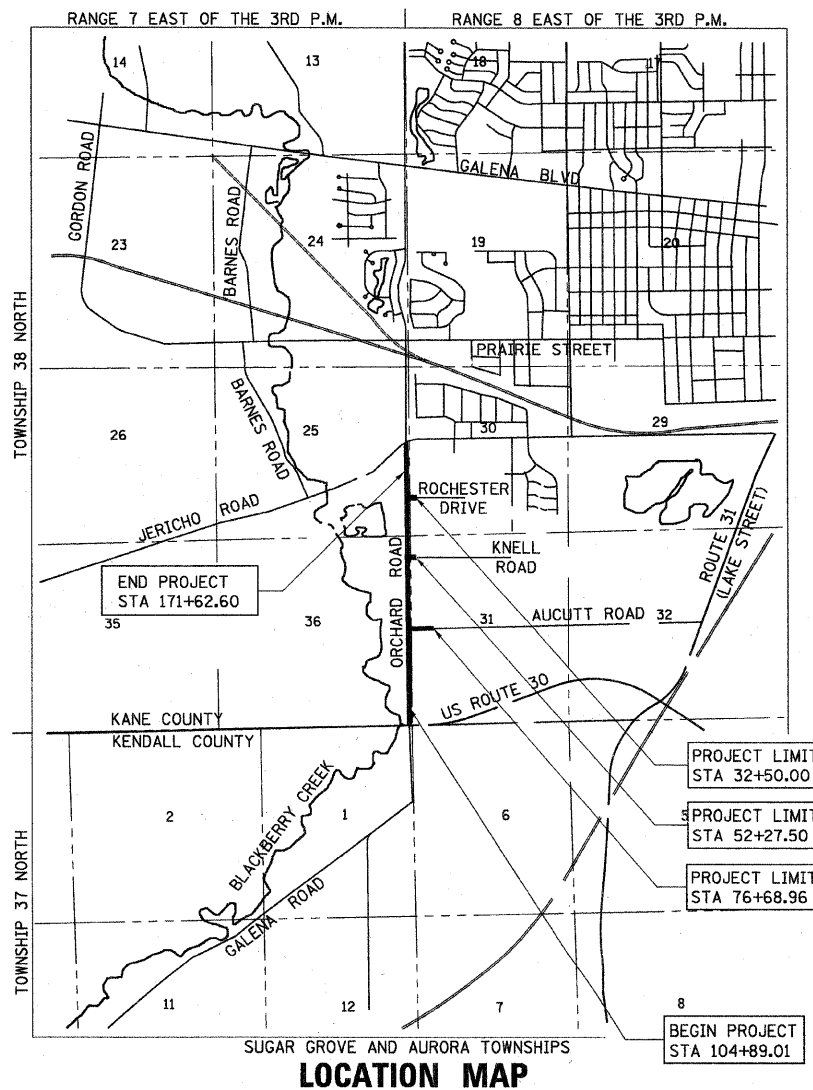 RANGE 7 EAST OF THE 3RD P.M.
RANGE 8 EAST OF THE 3RD P.M.
14
13
18
17
GORDON ROAD
GALENA BLVD
BARNES ROAD
23
24
19
20
TOWNSHIP 38 NORTH
PRAIRIE STREET
BARNES ROAD
26
25
30
29
JERICHO ROAD
ROCHESTER
DRIVE
KNELL
ROAD
ROUTE 31
(LAKE STREET)
END PROJECT
STA 171+62.60
ORCHARD ROAD
35
36
31
AUCUTT ROAD
32
US ROUTE 30
KANE COUNTY
KENDALL COUNTY
PROJECT LIMIT
STA 32+50.00
2
1
6
5
BLACKBERRY CREEK
PROJECT LIMIT
STA 52+27.50
PROJECT LIMIT
STA 76+68.96
TOWNSHIP 37 NORTH
GALENA ROAD
11
12
7
8
BEGIN PROJECT
STA 104+89.01
SUGAR GROVE AND AURORA TOWNSHIPS
LOCATION MAP